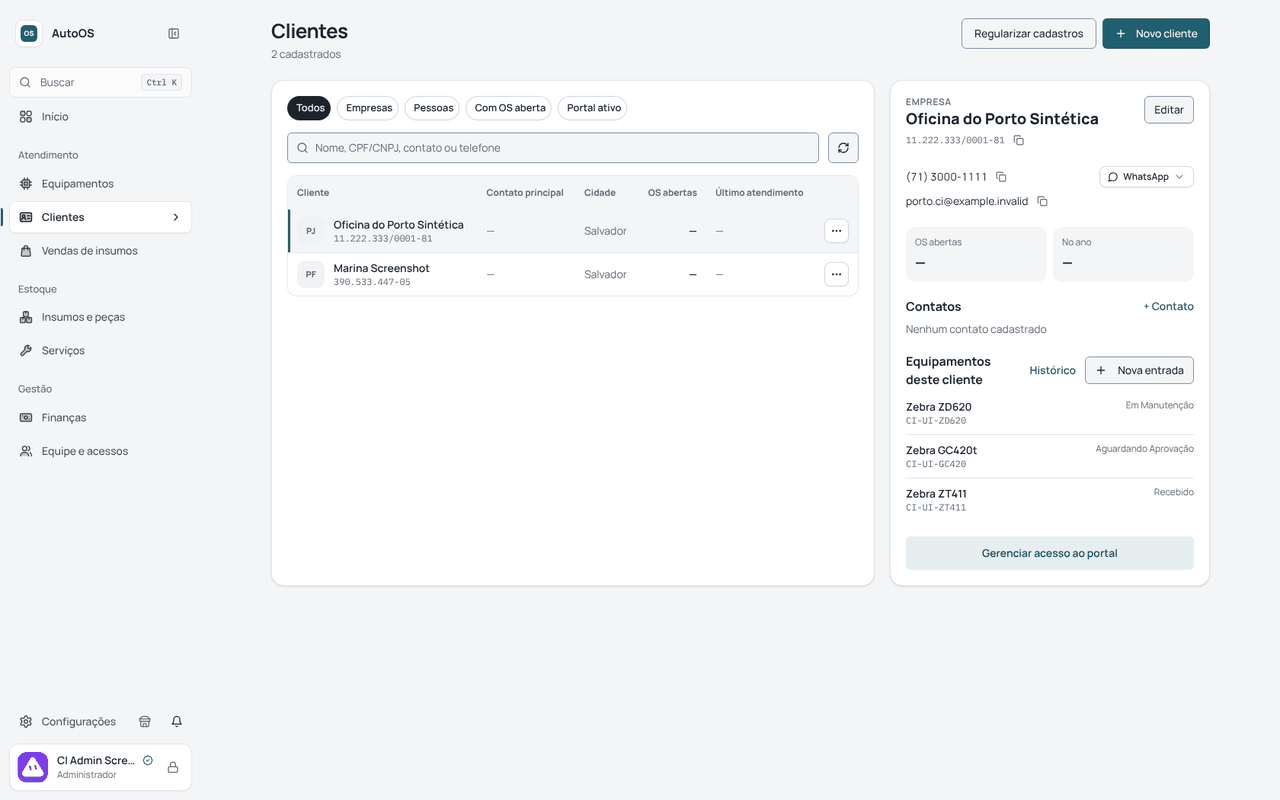 OS
AutoOS
Buscar
Ctrl K
Início
Atendimento
Equipamentos
Clientes
Vendas de insumos
Estoque
Insumos e peças
Serviços
Gestão
Finanças
Equipe e acessos
Configurações
CI Admin Scre...
Administrador
Clientes
2 cadastrados
Regularizar cadastros
+ Novo cliente
Todos
Empresas
Pessoas
Com OS aberta
Portal ativo
Nome, CPF/CNPJ, contato ou telefone
Cliente Contato principal Cidade OS abertas Último atendimento
PJ Oficina do Porto Sintética — Salvador — —
11.222.333/0001-81
PF Marina Screenshot — Salvador — —
390.533.447-05
EMPRESA
Oficina do Porto Sintética
Editar
11.222.333/0001-81
(71) 3000-1111
WhatsApp
porto.ci@example.invalid
OS abertas
—
No ano
—
Contatos
+ Contato
Nenhum contato cadastrado
Equipamentos
deste cliente
Histórico
+ Nova entrada
Zebra ZD620 Em Manutenção
CI-UI-ZD620
Zebra GC420t Aguardando Aprovação
CI-UI-GC420
Zebra ZT411 Recebido
CI-UI-ZT411
Gerenciar acesso ao portal